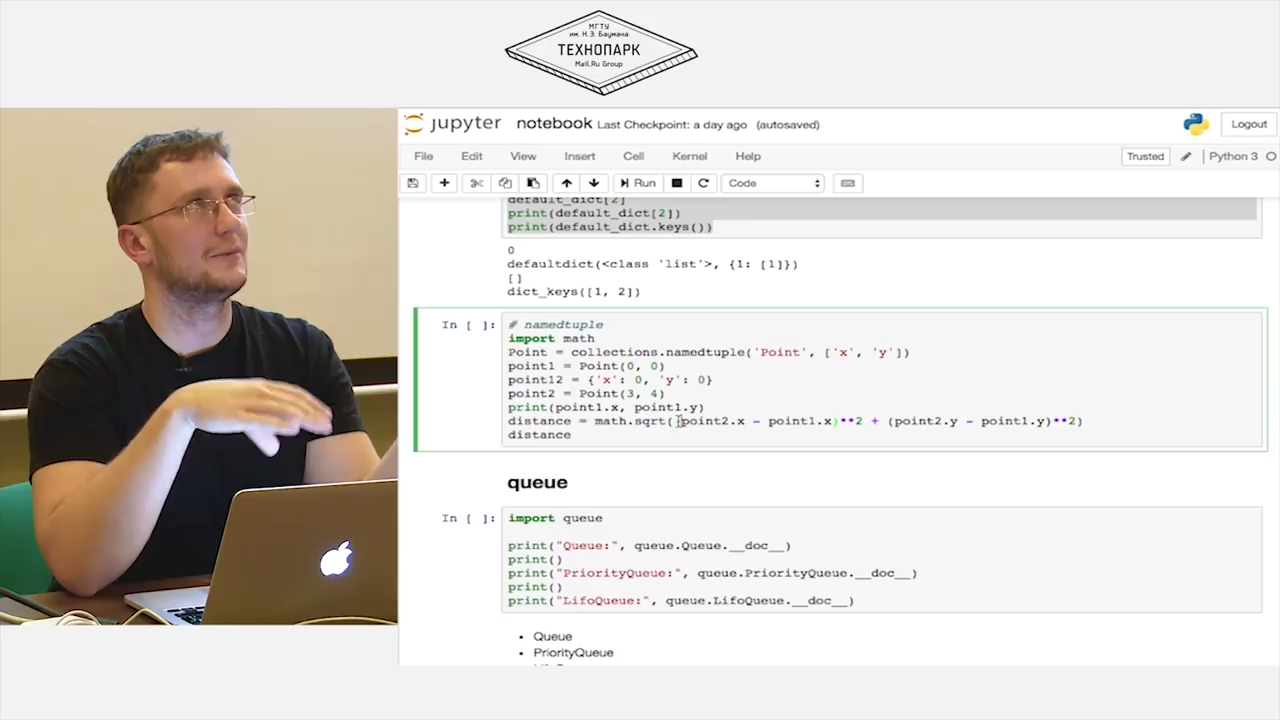 МГТУ
им. Н.Э. Баумана
ТЕХНОПАРК
Mail.Ru Group
jupyter notebook Last Checkpoint: a day ago (autosaved)
Logout
File Edit View Insert Cell Kernel Help
Trusted Python 3
Run Code
default_dict[2]
print(default_dict[2])
print(default_dict.keys())
0
defaultdict(<class 'list'>, {1: [1]})
[]
dict_keys([1, 2])
In [ ]:
# namedtuple
import math
Point = collections.namedtuple('Point', ['x', 'y'])
point1 = Point(0, 0)
point12 = {'x': 0, 'y': 0}
point2 = Point(3, 4)
print(point1.x, point1.y)
distance = math.sqrt((point2.x - point1.x)**2 + (point2.y - point1.y)**2)
distance
queue
In [ ]:
import queue
print("Queue:", queue.Queue.__doc__)
print()
print("PriorityQueue:", queue.PriorityQueue.__doc__)
print()
print("LifoQueue:", queue.LifoQueue.__doc__)
• Queue
• PriorityQueue